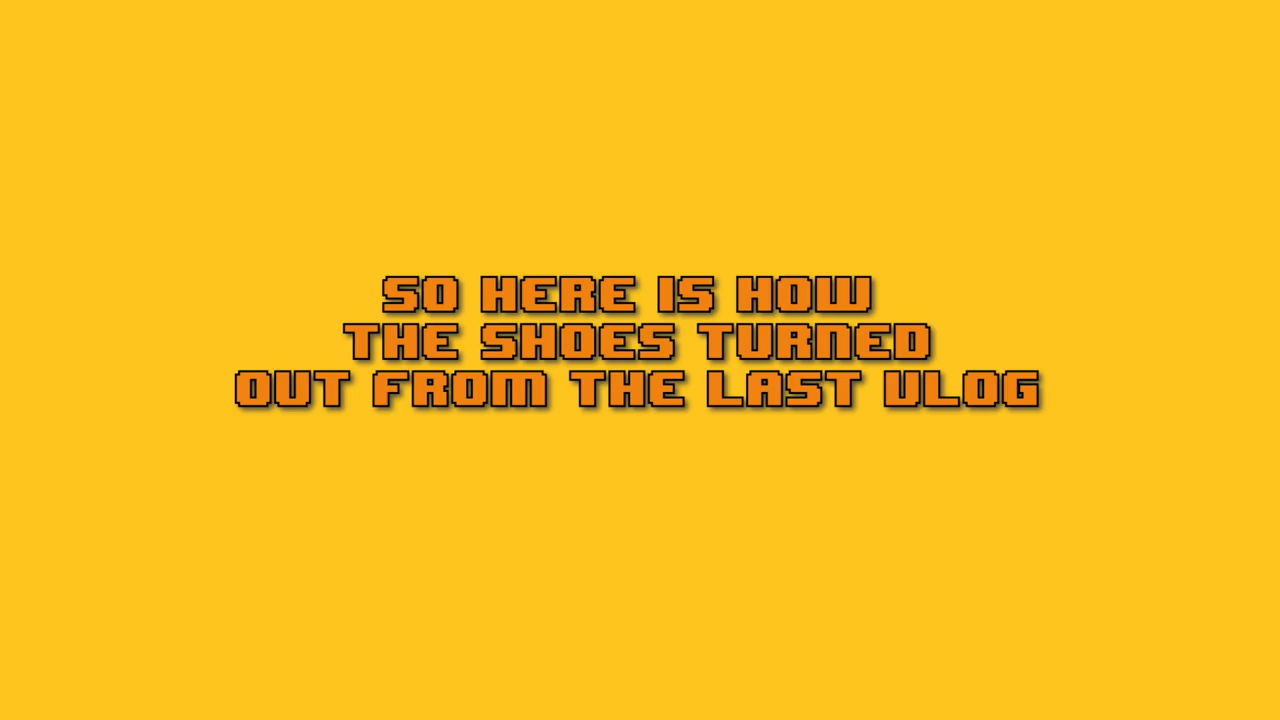 SO HERE IS HOW
THE SHOES TURNED
OUT FROM THE LAST VLOG